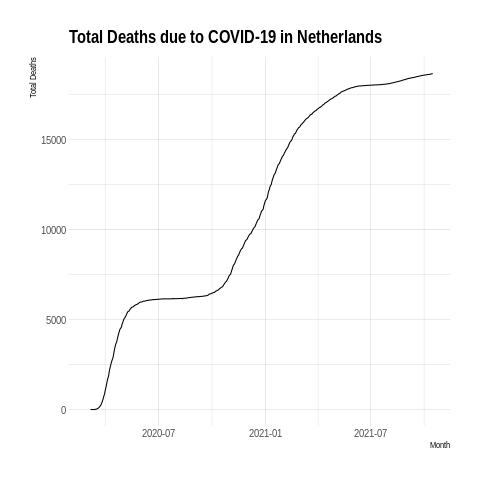 Total Deaths due to COVID-19 in Netherlands
Total Deaths
15000
10000
5000
0
2020-07 2021-01 2021-07
Month